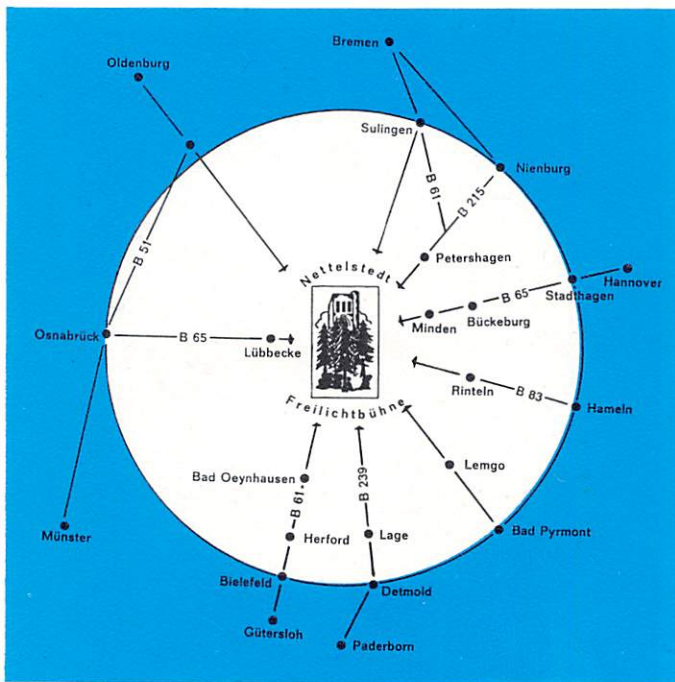 Bremen
Oldenburg
Sulingen
Nienburg
B 61
B 215
B 51
Petershagen
Nettelstedt
Hannover
Stadthagen
B 65
Bückeburg
Minden
Osnabrück
B 65
Lübbecke
Rinteln
B 83
Hameln
Freilichtbühne
Lemgo
Bad Oeynhausen
B 239
B 61
Münster
Herford
Lage
Bad Pyrmont
Bielefeld
Detmold
Gütersloh
Paderborn